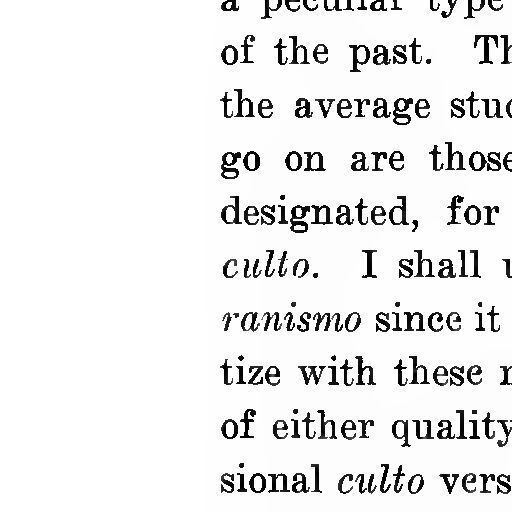 a peculiar type
of the past. Th
the average stud
go on are those
designated, for
culto. I shall u
ranismo since it
tize with these
of either quality
sional culto vers